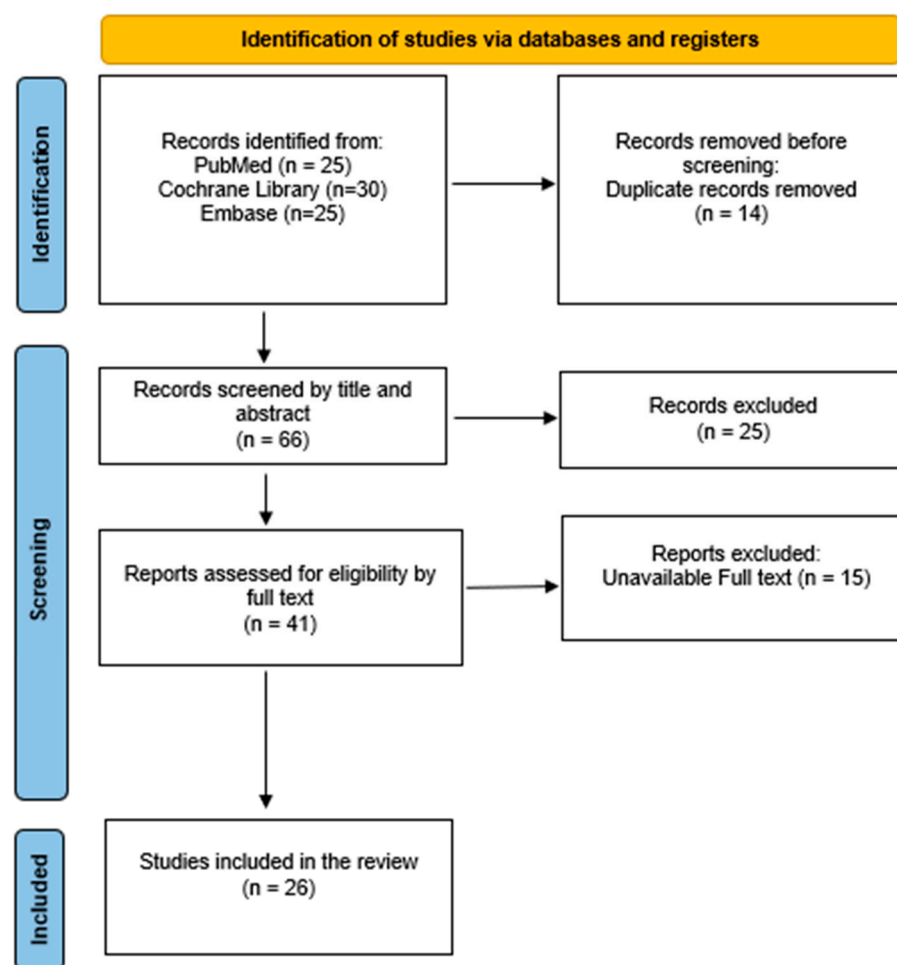 Identification of studies via databases and registers
Identification
Records identified from:
PubMed (n = 25)
Cochrane Library (n=30)
Embase (n=25)
Records removed before
screening:
Duplicate records removed
(n = 14)
Screening
Records screened by title and
abstract
(n = 66)
Records excluded
(n = 25)
Reports assessed for eligibility by
full text
(n = 41)
Reports excluded:
Unavailable Full text (n = 15)
Included
Studies included in the review
(n = 26)